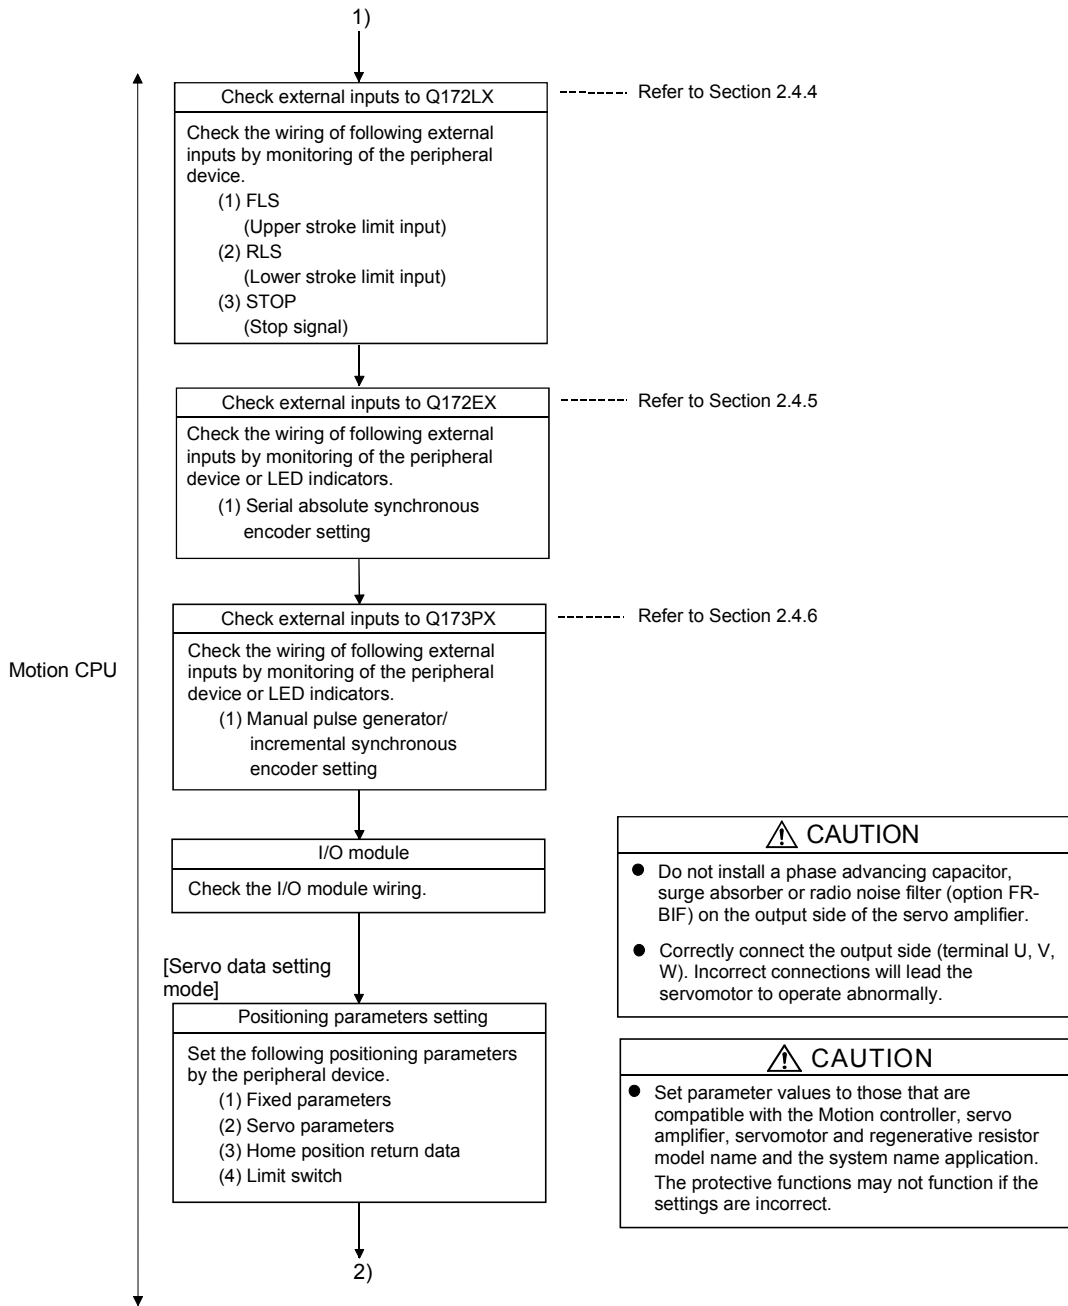 1)
Check external inputs to Q172LX
Refer to Section 2.4.4
Check the wiring of following external
inputs by monitoring of the peripheral
device.
(1) FLS
(Upper stroke limit input)
(2) RLS
(Lower stroke limit input)
(3) STOP
(Stop signal)
Check external inputs to Q172EX
Refer to Section 2.4.5
Check the wiring of following external
inputs by monitoring of the peripheral
device or LED indicators.
(1) Serial absolute synchronous
encoder setting
Check external inputs to Q173PX
Refer to Section 2.4.6
Check the wiring of following external
inputs by monitoring of the peripheral
device or LED indicators.
(1) Manual pulse generator/
incremental synchronous
encoder setting
Motion CPU
I/O module
Check the I/O module wiring.
[Servo data setting
mode]
Positioning parameters setting
Set the following positioning parameters
by the peripheral device.
(1) Fixed parameters
(2) Servo parameters
(3) Home position return data
(4) Limit switch
2)
CAUTION
● Do not install a phase advancing capacitor,
surge absorber or radio noise filter (option FR-
BIF) on the output side of the servo amplifier.
● Correctly connect the output side (terminal U, V,
W). Incorrect connections will lead the
servomotor to operate abnormally.
CAUTION
● Set parameter values to those that are
compatible with the Motion controller, servo
amplifier, servomotor and regenerative resistor
model name and the system name application.
The protective functions may not function if the
settings are incorrect.